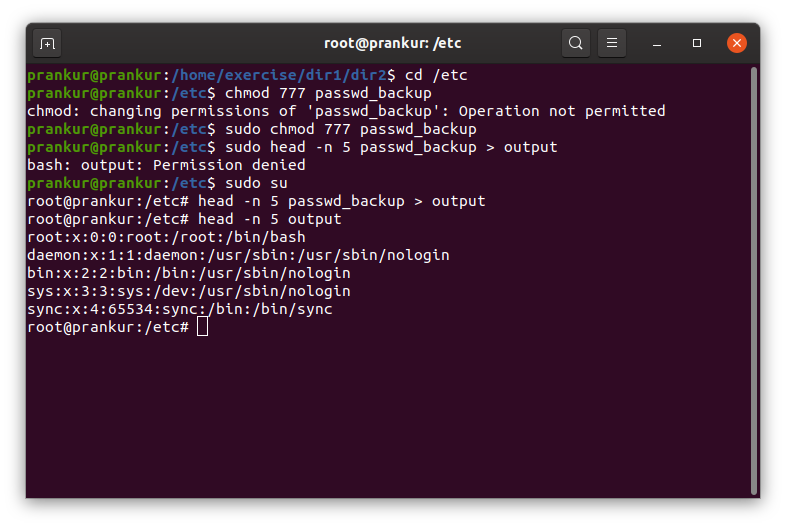 root@prankur: /etc
prankur@prankur:/home/exercise/dir1/dir2$ cd /etc
prankur@prankur:/etc$ chmod 777 passwd_backup
chmod: changing permissions of 'passwd_backup': Operation not permitted
prankur@prankur:/etc$ sudo chmod 777 passwd_backup
prankur@prankur:/etc$ sudo head -n 5 passwd_backup > output
bash: output: Permission denied
prankur@prankur:/etc$ sudo su
root@prankur:/etc# head -n 5 passwd_backup > output
root@prankur:/etc# head -n 5 output
root:x:0:0:root:/root:/bin/bash
daemon:x:1:1:daemon:/usr/sbin:/usr/sbin/nologin
bin:x:2:2:bin:/bin:/usr/sbin/nologin
sys:x:3:3:sys:/dev:/usr/sbin/nologin
sync:x:4:65534:sync:/bin:/bin/sync
root@prankur:/etc#